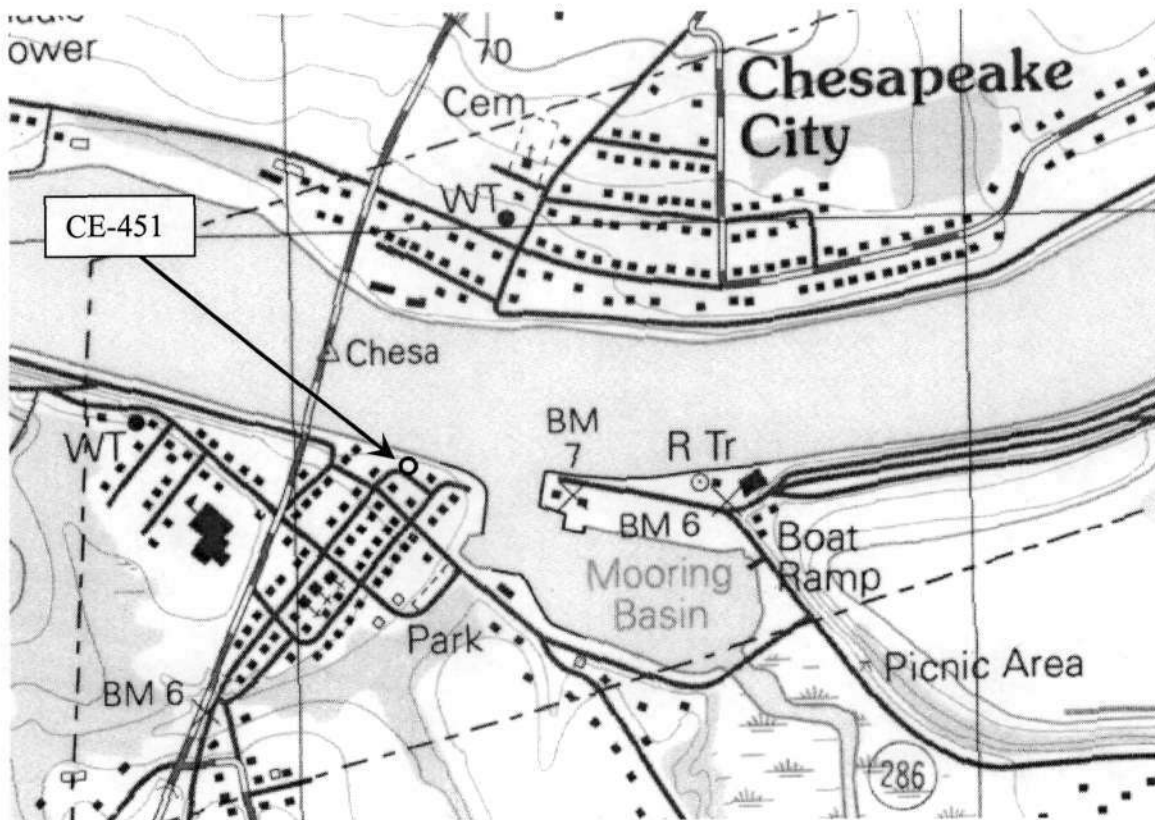 ower
70
Cem
Chesapeake
City
WT
CE-451
Chesa
WT
BM
7
R Tr
BM 6
Boat
Ramp
Mooring
Basin
Park
Picnic Area
BM 6
286